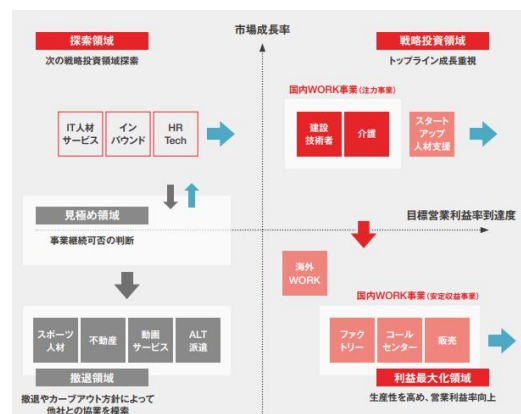 市場成長率
探索領域
次の戦略投資領域探索
戦略投資領域
トップライン成長重視
国内WORK事業(注力事業)
IT人材
サービス
イン
バウンド
HR
Tech
建設
技術者
介護
スタート
アップ
人材支援
見極め領域
事業継続可否の判断
目標営業利益率到達度
海外
WORK
国内WORK事業(安定収益事業)
スポーツ
人材
不動産
動画
サービス
ALT
派遣
ファク
トリー
コール
センター
販売
撤退領域
撤退やカーブアウト方針によって
他社との協業を模索
利益最大化領域
生産性を高め、営業利益率向上